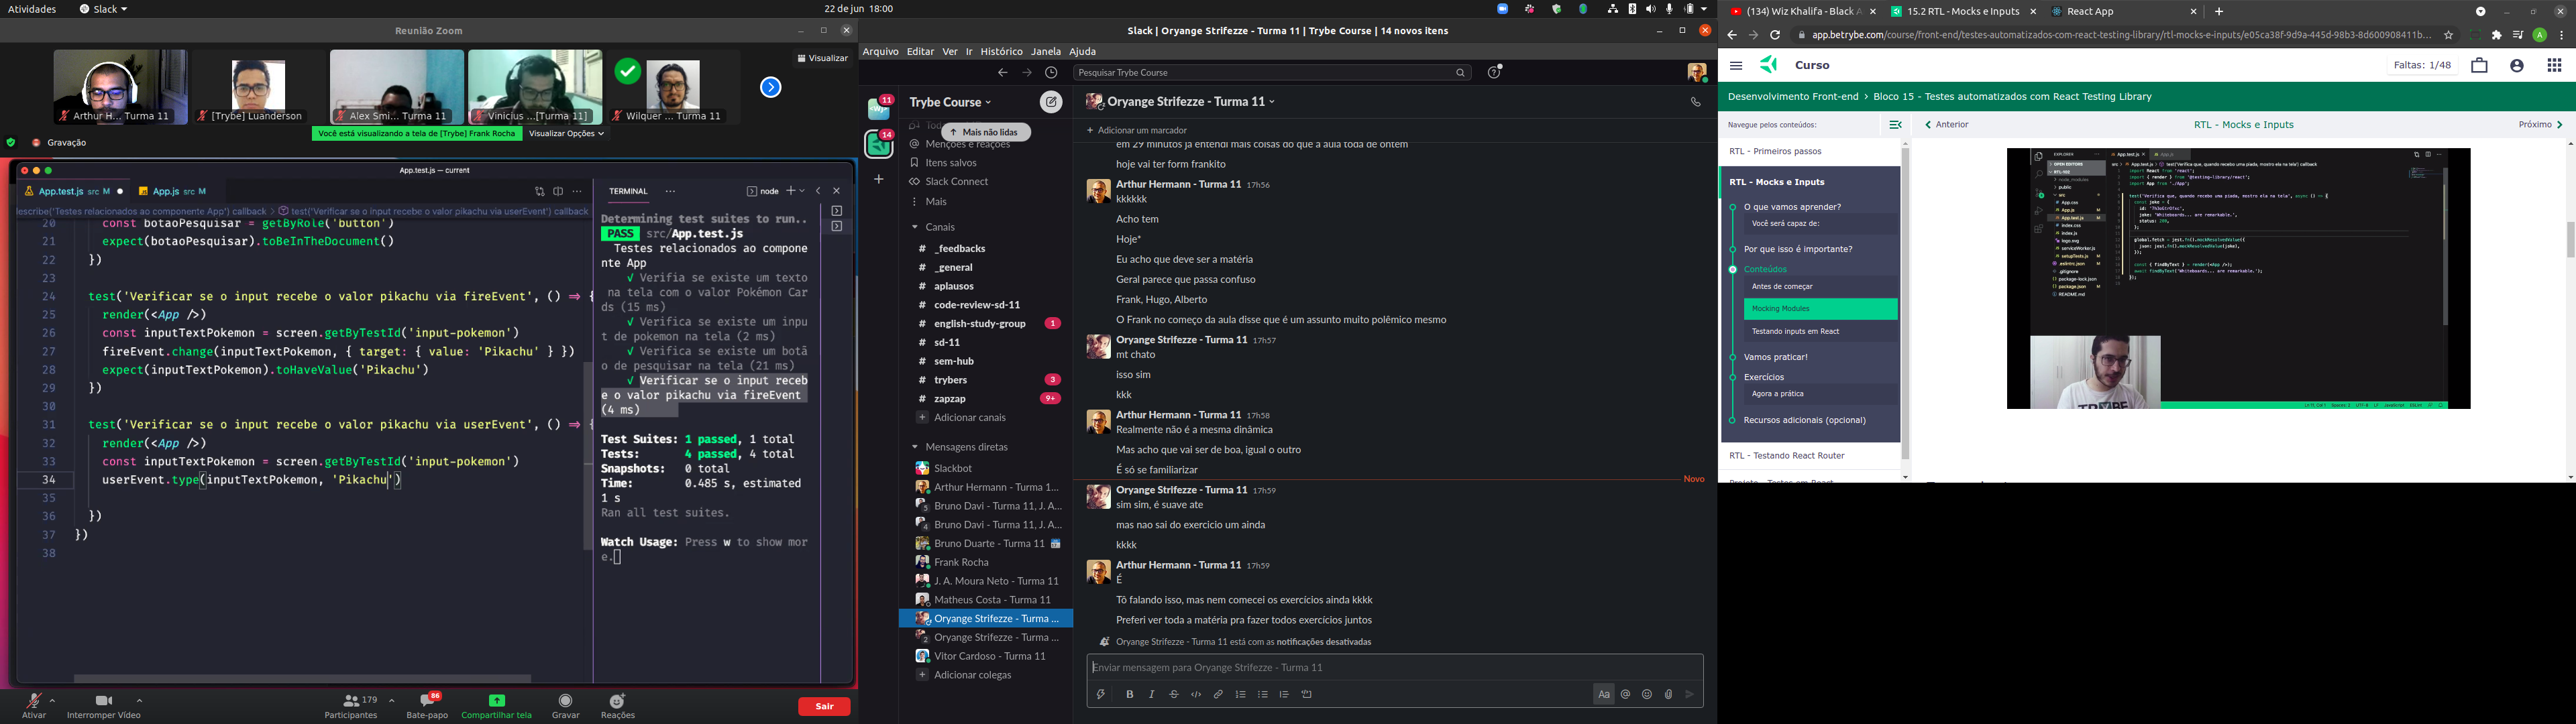 Atividades
Slack
22 de jun 18:00
Reunião Zoom
Visualizar
Arthur H... Turma 11
[Trybe] Luanderson
Alex Smi... Turma 11
Vinicius ...[Turma 11]
Wilquer ... Turma 11
Você está visualizando a tela de [Trybe] Frank Rocha
Visualizar Opções
Gravação
App.test.js — current
App.test.js src M
App.js src M
escribe('Testes relacionados ao componente App') callback > test('Verificar se o input recebe o valor pikachu via userEvent') callback
20 const botaoPesquisar = getByRole('button')
21 expect(botaoPesquisar).toBeInTheDocument()
22 })
23
24 test('Verificar se o input recebe o valor pikachu via fireEvent', () => {
25 render(<App />)
26 const inputTextPokemon = screen.getByTestId('input-pokemon')
27 fireEvent.change(inputTextPokemon, { target: { value: 'Pikachu' } })
28 expect(inputTextPokemon).toHaveValue('Pikachu')
29 })
30
31 test('Verificar se o input recebe o valor pikachu via userEvent', () => {
32 render(<App />)
33 const inputTextPokemon = screen.getByTestId('input-pokemon')
34 userEvent.type(inputTextPokemon, 'Pikachu')
35
36 })
37 })
38
TERMINAL
node
Determining test suites to run..
PASS src/App.test.js
Testes relacionados ao compone
nte App
√ Verifia se existe um texto
na tela com o valor Pokémon Car
ds (15 ms)
√ Verifica se existe um inpu
t de pokemon na tela (2 ms)
√ Verifica se existe um botã
o de pesquisar na tela (21 ms)
√ Verificar se o input receb
e o valor pikachu via fireEvent
(4 ms)
Test Suites: 1 passed, 1 total
Tests: 4 passed, 4 total
Snapshots: 0 total
Time: 0.485 s, estimated
1 s
Ran all test suites.
Watch Usage: Press w to show mor
e.
Ativar
Interromper Vídeo
179
Participantes
86
Bate-papo
Compartilhar tela
Gravar
Reações
Sair
Slack | Oryange Strifezze - Turma 11 | Trybe Course | 14 novos itens
Arquivo Editar Ver Ir Histórico Janela Ajuda
Pesquisar Trybe Course
11
14
Trybe Course
Mais não lidas
Menções e reações
Itens salvos
Slack Connect
Mais
Canais
# _feedbacks
# _general
# aplausos
# code-review-sd-11
# english-study-group 1
# sd-11
# sem-hub
# trybers 3
# zapzap 9+
Adicionar canais
Mensagens diretas
Slackbot
Arthur Hermann - Turma 1...
5 Bruno Davi - Turma 11, J. A...
4 Bruno Davi - Turma 11, J. A...
Bruno Duarte - Turma 11
Frank Rocha
J. A. Moura Neto - Turma 11
Matheus Costa - Turma 11
Oryange Strifezze - Turma ...
2 Oryange Strifezze - Turma ...
Vitor Cardoso - Turma 11
Adicionar colegas
Oryange Strifezze - Turma 11
+ Adicionar um marcador
em 29 minutos ja entendi mais coisas do que a aula toda de ontem
hoje vai ter form frankito
Arthur Hermann - Turma 11 17h56
kkkkkk
Acho tem
Hoje*
Eu acho que deve ser a matéria
Geral parece que passa confuso
Frank, Hugo, Alberto
O Frank no começo da aula disse que é um assunto muito polêmico mesmo
Oryange Strifezze - Turma 11 17h57
mt chato
isso sim
kkk
Arthur Hermann - Turma 11 17h58
Realmente não é a mesma dinâmica
Mas acho que vai ser de boa, igual o outro
É só se familiarizar
Novo
Oryange Strifezze - Turma 11 17h59
sim sim, é suave ate
mas nao sai do exercicio um ainda
kkkk
Arthur Hermann - Turma 11 17h59
É
Tô falando isso, mas nem comecei os exercícios ainda kkkk
Preferi ver toda a matéria pra fazer todos exercícios juntos
Oryange Strifezze - Turma 11 está com as notificações desativadas
Enviar mensagem para Oryange Strifezze - Turma 11
(134) Wiz Khalifa - Black A
15.2 RTL - Mocks e Inputs
React App
app.betrybe.com/course/front-end/testes-automatizados-com-react-testing-library/rtl-mocks-e-inputs/e05ca38f-9d9a-445d-98b3-8d600908411b...
Curso
Faltas: 1/48
Desenvolvimento Front-end > Bloco 15 - Testes automatizados com React Testing Library
Navegue pelos conteúdos:
Anterior
RTL - Mocks e Inputs
Próximo
RTL - Primeiros passos
RTL - Mocks e Inputs
O que vamos aprender?
Você será capaz de:
Por que isso é importante?
Conteúdos
Antes de começar
Mocking Modules
Testando inputs em React
Vamos praticar!
Exercícios
Agora a prática
Recursos adicionais (opcional)
RTL - Testando React Router